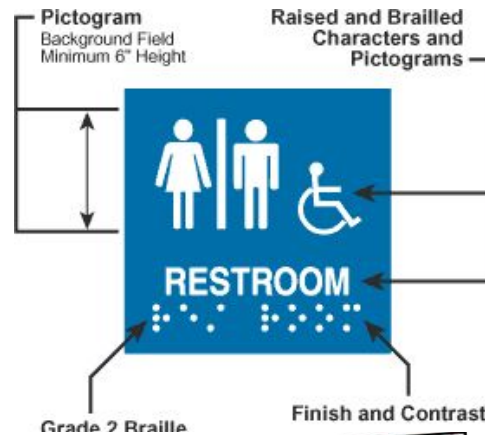 Pictogram
Background Field
Minimum 6" Height
Raised and Brailled
Characters and
Pictograms
RESTROOM
Grade 2 Braille
Finish and Contrast